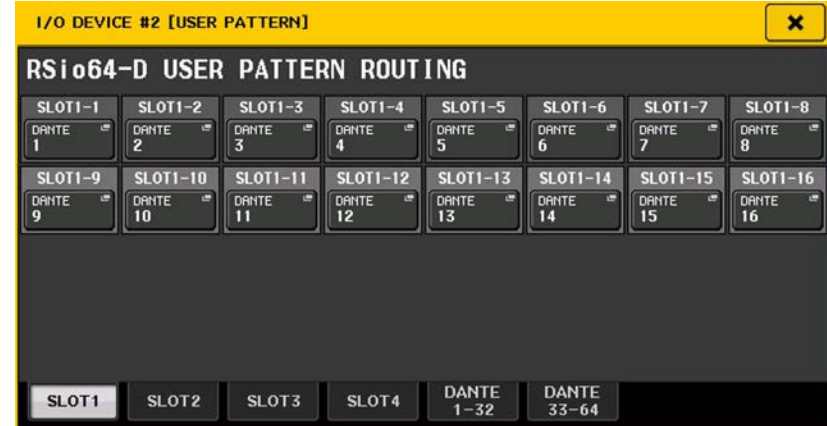 I/O DEVICE #2 [USER PATTERN]
RSio64-D USER PATTERN ROUTING
SLOT1-1 SLOT1-2 SLOT1-3 SLOT1-4 SLOT1-5 SLOT1-6 SLOT1-7 SLOT1-8
DANTE DANTE DANTE DANTE DANTE DANTE DANTE DANTE
1 2 3 4 5 6 7 8
SLOT1-9 SLOT1-10 SLOT1-11 SLOT1-12 SLOT1-13 SLOT1-14 SLOT1-15 SLOT1-16
DANTE DANTE DANTE DANTE DANTE DANTE DANTE DANTE
9 10 11 12 13 14 15 16
SLOT1 SLOT2 SLOT3 SLOT4 DANTE DANTE
1-32 33-64